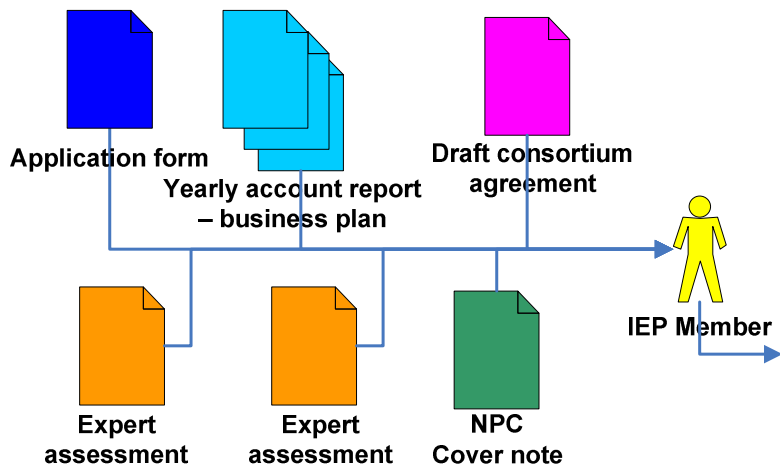 Application form
Yearly account report
– business plan
Draft consortium
agreement
IEP Member
Expert
assessment
Expert
assessment
NPC
Cover note